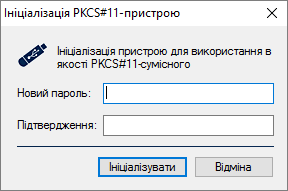 Ініціалізація PKCS#11-пристрою
Ініціалізація пристрою для використання в
якості PKCS#11-сумісного
Новий пароль:
Підтвердження:
Ініціалізувати
Відміна